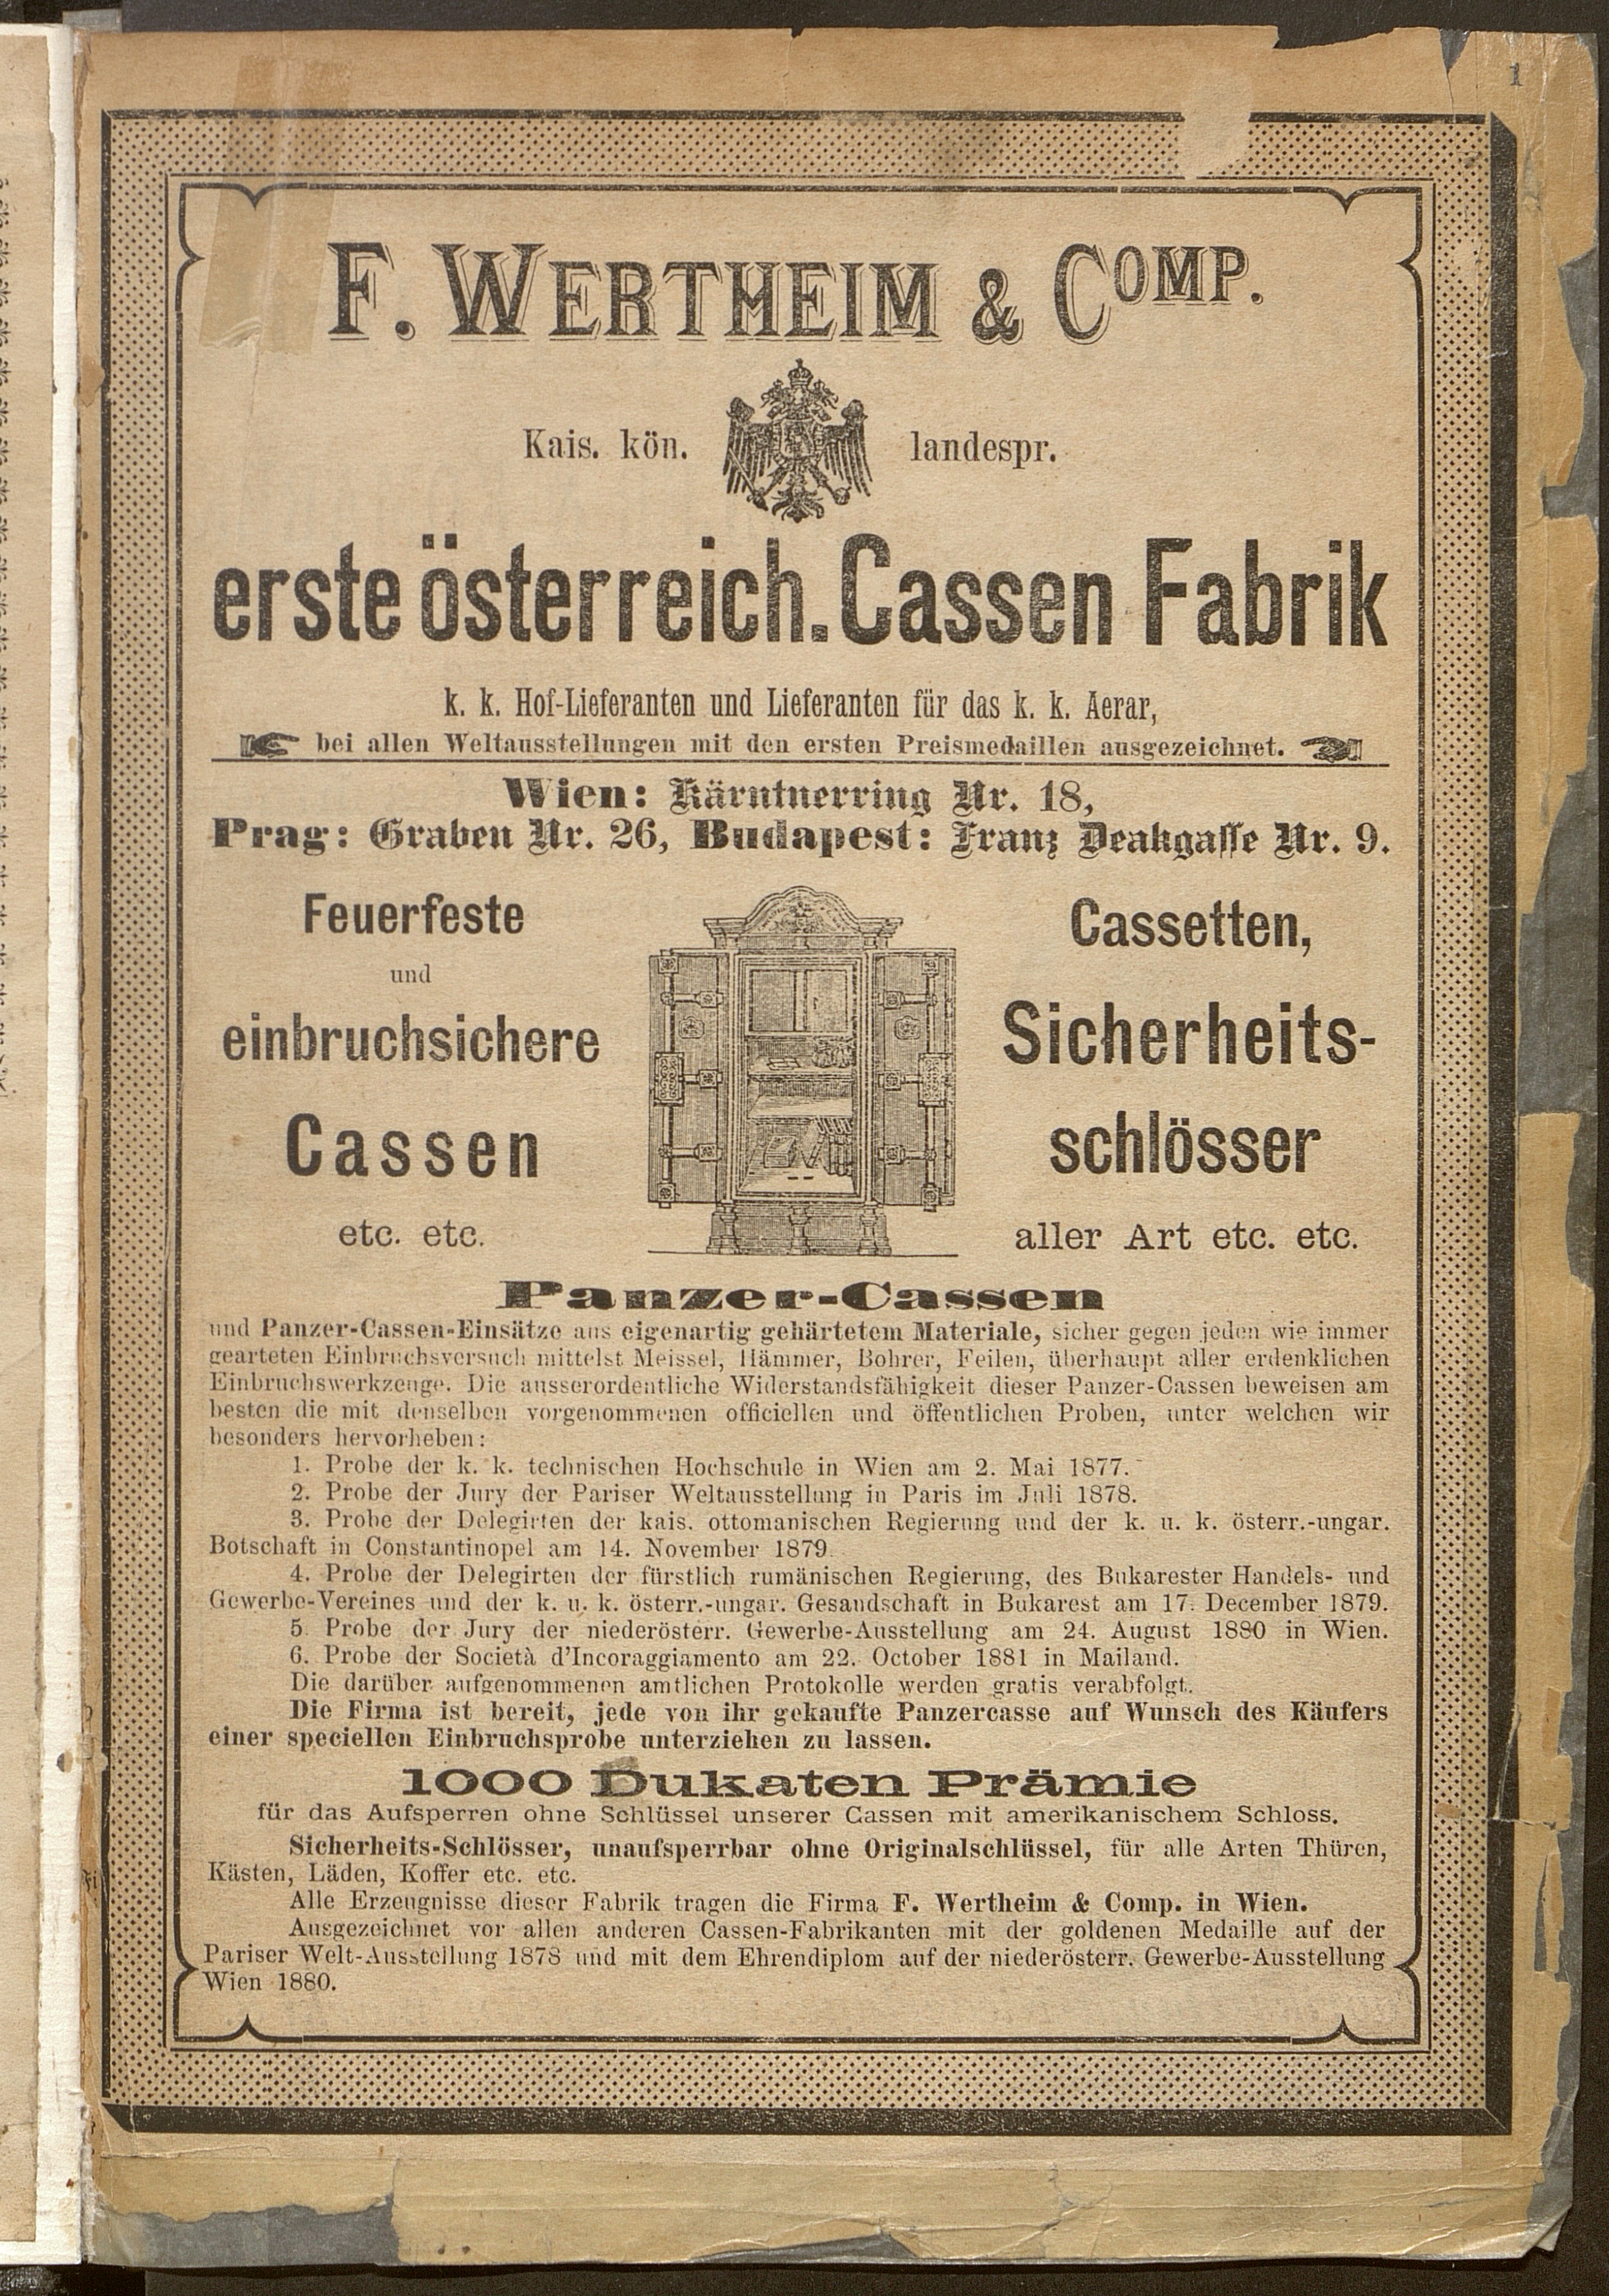 1
F. WERTHEIM & COMP.
Kais. kön. landespr.
erste österreich. Cassen Fabrik
k. k. Hof-Lieferanten und Lieferanten für das k. k. Aerar,
bei allen Weltausstellungen mit den ersten Preismedaillen ausgezeichnet.
Wien: Kärntnerring Nr. 18,
Prag: Graben Nr. 26, Budapest: Franz Deakgasse Nr. 9.
Feuerfeste
und
einbruchsichere
Cassen
etc. etc.
Cassetten,
Sicherheits-
schlösser
aller Art etc. etc.
Panzer-Cassen
und Panzer-Cassen-Einsätze aus eigenartig gehärtetem Materiale, sicher gegen jeden wie immer
gearteten Einbruchsversuch mittelst Meissel, Hämmer, Bohrer, Feilen, überhaupt aller erdenklichen
Einbruchswerkzeuge. Die ausserordentliche Widerstandsfähigkeit dieser Panzer-Cassen beweisen am
besten die mit denselben vorgenommenen officiellen und öffentlichen Proben, unter welchen wir
besonders hervorheben:
1. Probe der k. k. technischen Hochschule in Wien am 2. Mai 1877.
2. Probe der Jury der Pariser Weltausstellung in Paris im Juli 1878.
3. Probe der Delegirten der kais. ottomanischen Regierung und der k. u. k. österr.-ungar.
Botschaft in Constantinopel am 14. November 1879.
4. Probe der Delegirten der fürstlich rumänischen Regierung, des Bukarester Handels- und
Gewerbe-Vereines und der k. u. k. österr.-ungar. Gesandschaft in Bukarest am 17. December 1879.
5. Probe der Jury der niederösterr. Gewerbe-Ausstellung am 24. August 1880 in Wien.
6. Probe der Società d'Incoraggiamento am 22. October 1881 in Mailand.
Die darüber aufgenommenen amtlichen Protokolle werden gratis verabfolgt.
Die Firma ist bereit, jede von ihr gekaufte Panzercasse auf Wunsch des Käufers
einer speciellen Einbruchsprobe unterziehen zu lassen.
1000 Dukaten Prämie
für das Aufsperren ohne Schlüssel unserer Cassen mit amerikanischem Schloss.
Sicherheits-Schlösser, unaufsperrbar ohne Originalschlüssel, für alle Arten Thüren,
Kästen, Läden, Koffer etc. etc.
Alle Erzeugnisse dieser Fabrik tragen die Firma F. Wertheim & Comp. in Wien.
Ausgezeichnet vor allen anderen Cassen-Fabrikanten mit der goldenen Medaille auf der
Pariser Welt-Ausstellung 1878 und mit dem Ehrendiplom auf der niederösterr. Gewerbe-Ausstellung
Wien 1880.